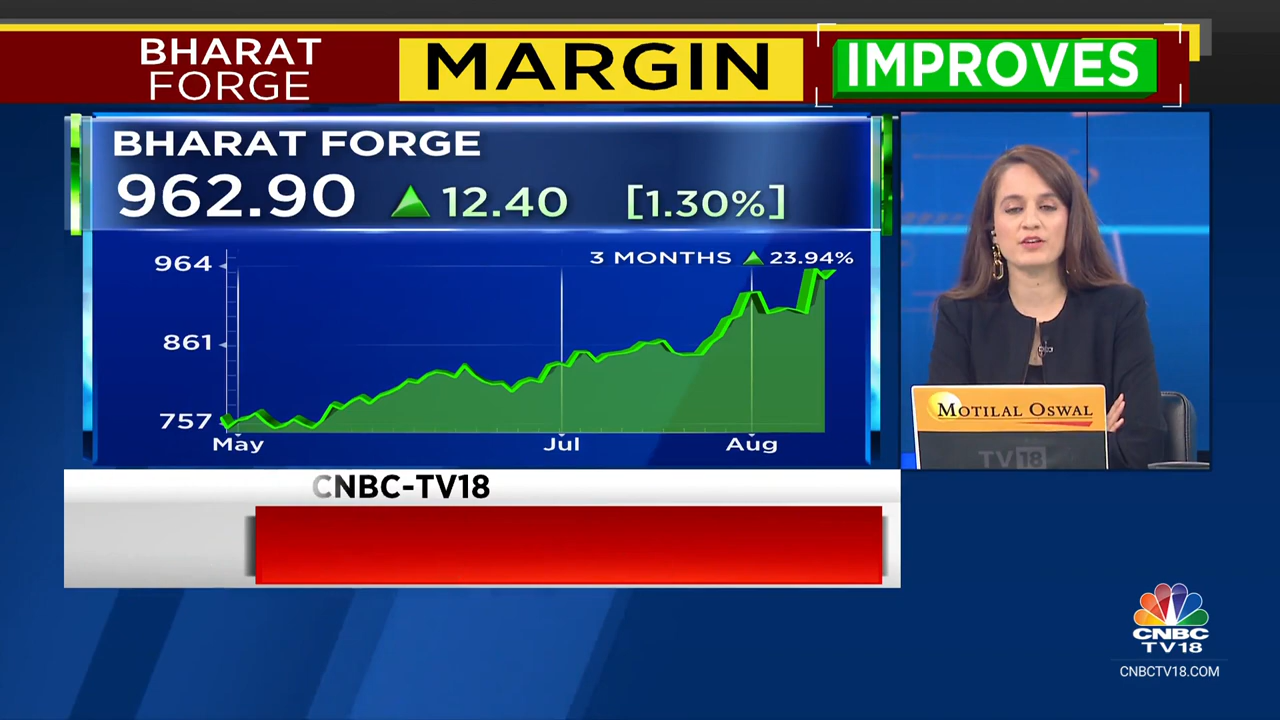 BHARAT
FORGE
MARGIN
IMPROVES
BHARAT FORGE
962.90 ▲ 12.40 [1.30%]
3 MONTHS ▲ 23.94%
964
861
757
May Jul Aug
CNBC-TV18
MOTILAL OSWAL
TV18
CNBC
TV18
CNBCTV18.COM